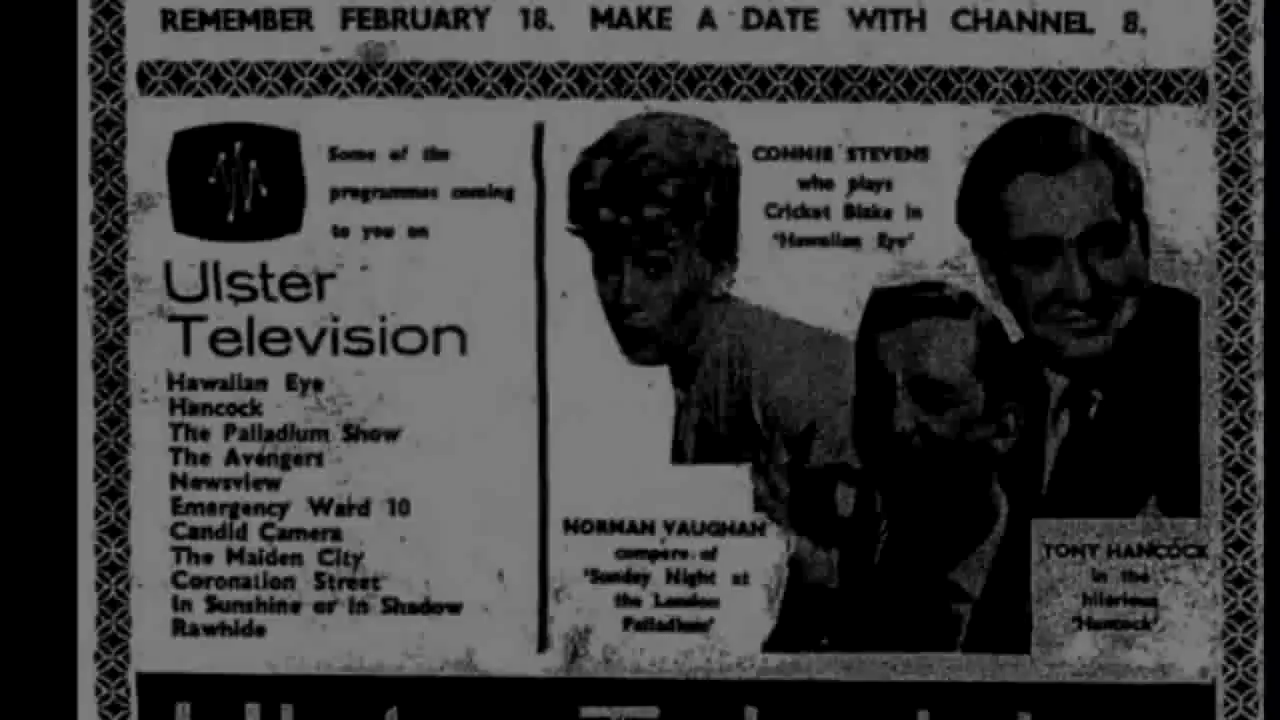 REMEMBER FEBRUARY 18. MAKE A DATE WITH CHANNEL 8.
Some of the
programmes coming
to you on
Ulster
Television
Hawaiian Eye
Hancock
The Palladium Show
The Avengers
Newsview
Emergency Ward 10
Candid Camera
The Maiden City
Coronation Street
In Sunshine or in Shadow
Rawhide
CONNIE STEVENS
who plays
Cricket Blake in
'Hawaiian Eye'
NORMAN VAUGHAN
compere of
'Sunday Night at
the London
Palladium'
TONY HANCOCK
in the
hilarious
'Hancock'